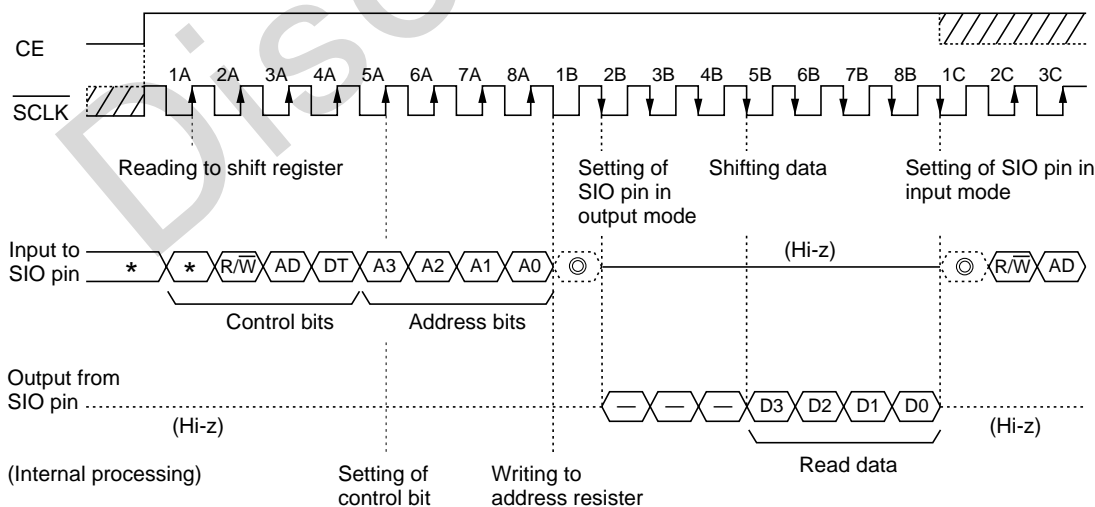 Disc
CE
1A 2A 3A 4A 5A 6A 7A 8A 1B 2B 3B 4B 5B 6B 7B 8B 1C 2C 3C
SCLK
Reading to shift register
Setting of
SIO pin in
output mode
Shifting data
Setting of SIO pin in
input mode
Input to
SIO pin
* * R/W AD DT A3 A2 A1 A0 ◎ (Hi-z) ◎ R/W AD
Control bits Address bits
Output from
SIO pin
(Hi-z)
— — — D3 D2 D1 D0
(Hi-z)
Read data
(Internal processing)
Setting of
control bit
Writing to
address resister